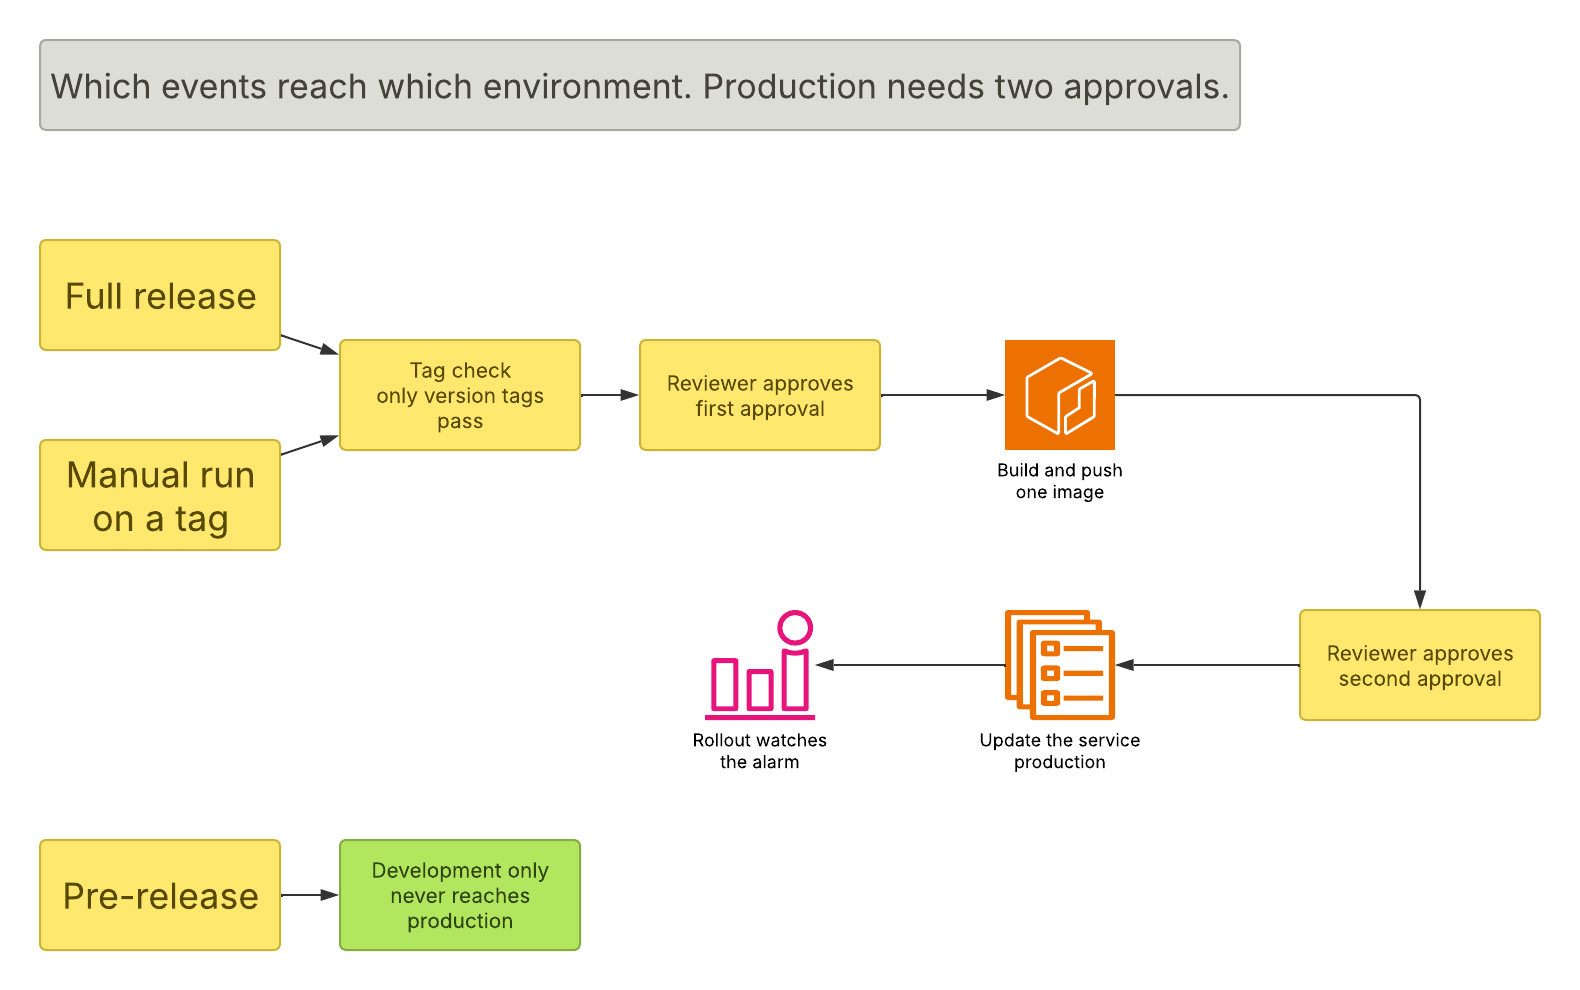 Which events reach which environment. Production needs two approvals.
Full release
Manual run
on a tag
Tag check
only version tags
pass
Reviewer approves
first approval
Build and push
one image
Reviewer approves
second approval
Update the service
production
Rollout watches
the alarm
Pre-release
Development only
never reaches
production